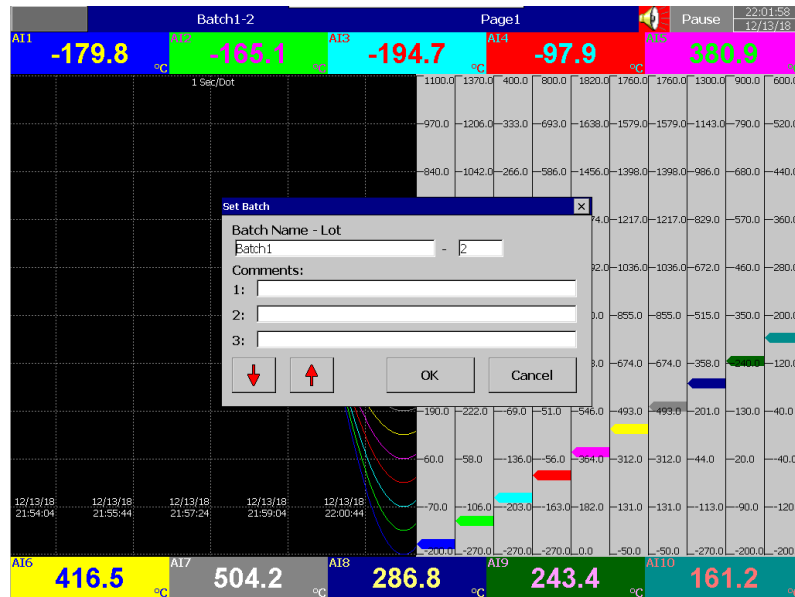 Batch1-2 Page1 Pause 22:01:58
12/13/18
AI1 AI2 AI3 AI4 AI5
-179.8 °C -165.1 °C -194.7 °C -97.9 °C 380.9
1 Sec/Dot
1100.0 1370.0 400.0 800.0 1820.0 1760.0 1760.0 1300.0 900.0 600.0
-970.0 -1206.0 -333.0 -693.0 -1638.0 -1579.0 -1579.0 -1143.0 -790.0 -520.
-840.0 -1042.0 -266.0 -586.0 -1456.0 -1398.0 -1398.0 -986.0 -680.0 -440.
Set Batch
Batch Name - Lot
Batch1 - 2
Comments:
1:
2:
3:
OK Cancel
74.0 -1217.0 -1217.0 -829.0 -570.0 -360.
92.0 -1036.0 -1036.0 -672.0 -460.0 -280.
.0 -855.0 -855.0 -515.0 -350.0 -200.
.0 -674.0 -674.0 -358.0 -240.0 -120.
-190.0 -222.0 -69.0 -51.0 -546.0 -493.0 -493.0 -201.0 -130.0 -40.0
-60.0 -58.0 -136.0 -56.0 -364.0 -312.0 -312.0 -44.0 -20.0 -40.
-70.0 -106.0 -203.0 -163.0 -182.0 -131.0 -131.0 -113.0 -90.0 -120
-200.0 -270.0 -270.0 -270.0 0.0 -50.0 -50.0 -270.0 -200.0 -200
12/13/18 12/13/18 12/13/18 12/13/18 12/13/18
21:54:04 21:55:44 21:57:24 21:59:04 22:00:44
AI6 AI7 AI8 AI9 AI10
416.5 °C 504.2 °C 286.8 °C 243.4 °C 161.2